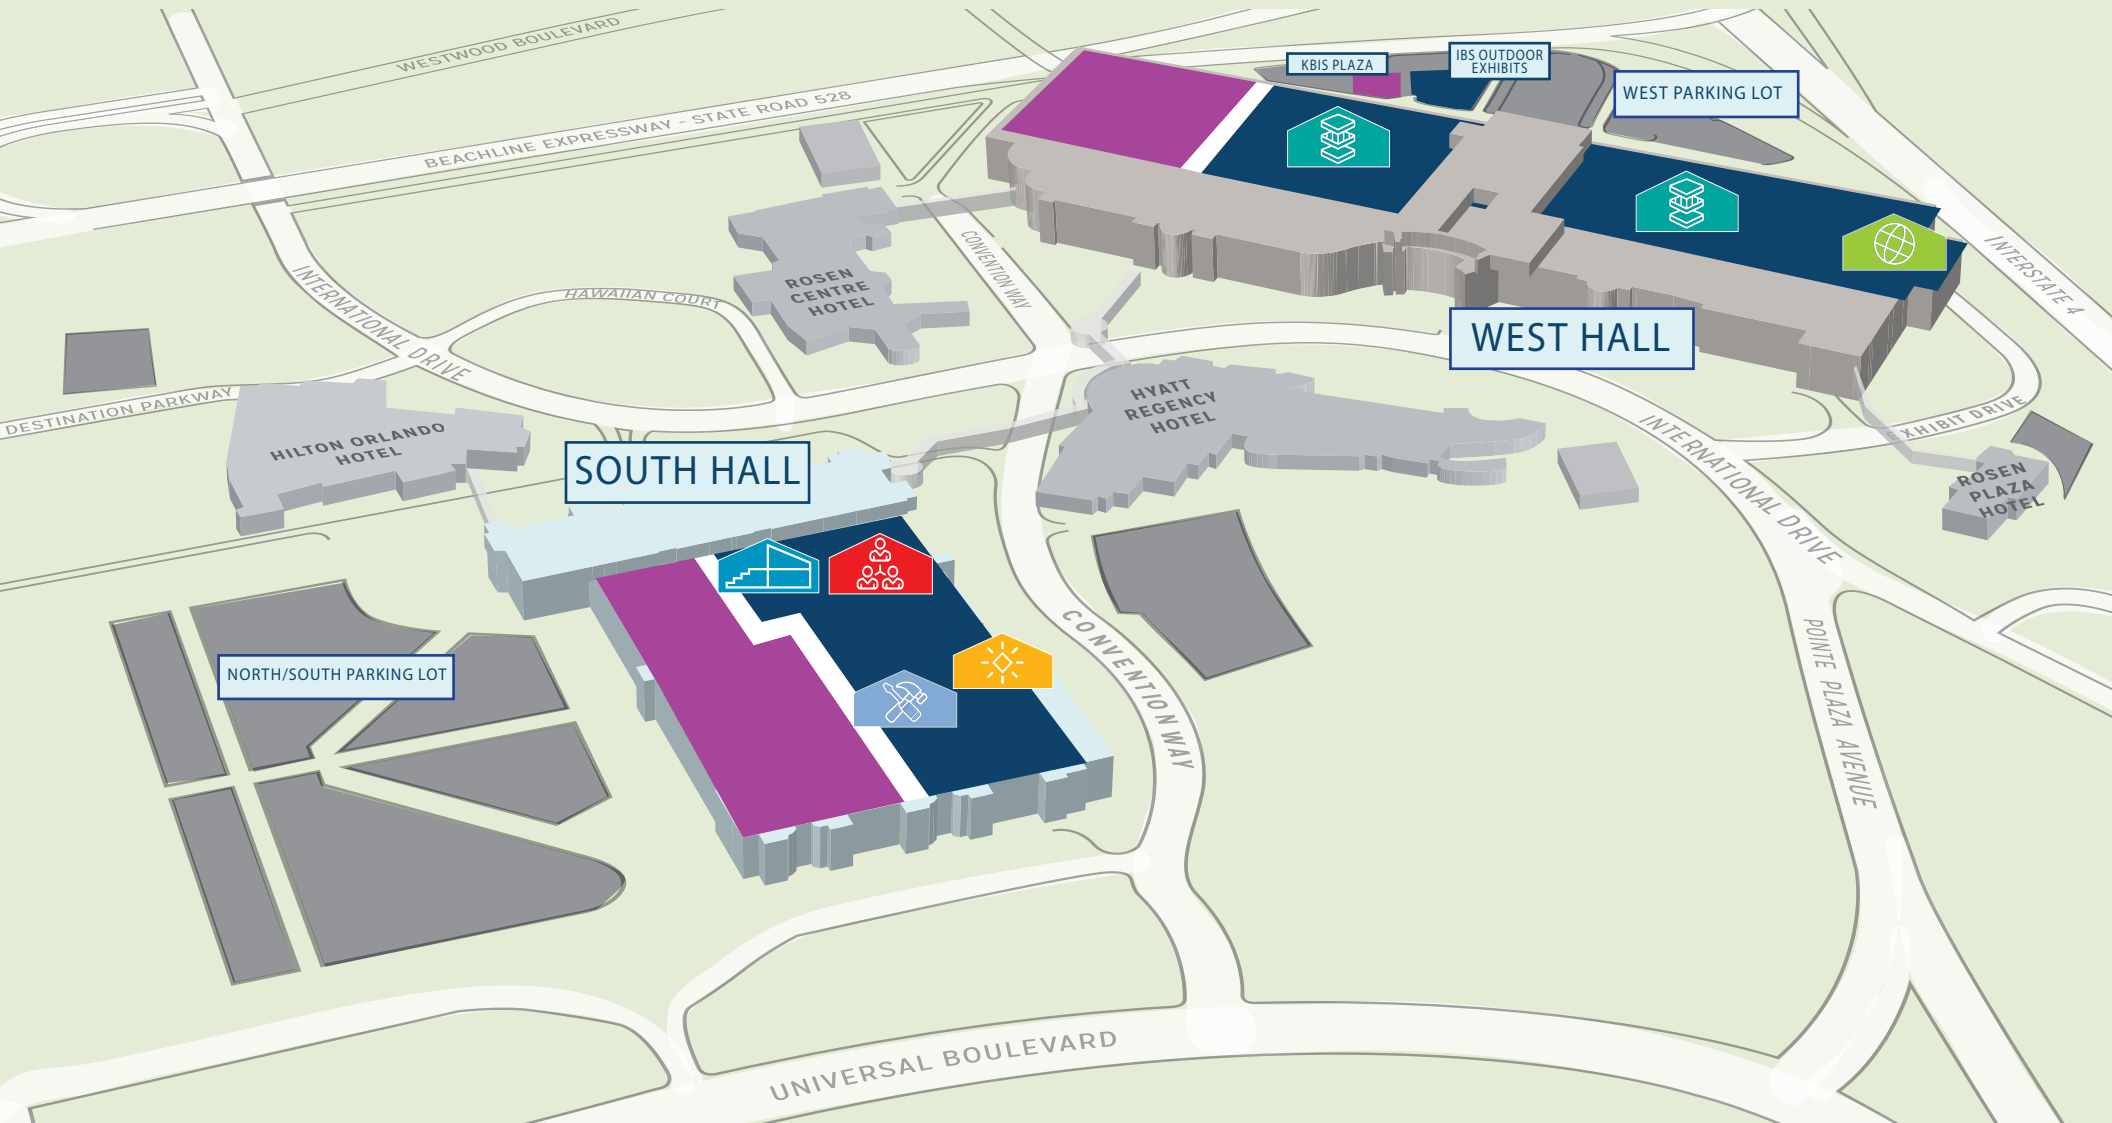 WESTWOOD BOULEVARD
BEACHLINE EXPRESSWAY - STATE ROAD 528
KBIS PLAZA
IBS OUTDOOR
EXHIBITS
WEST PARKING LOT
INTERSTATE 4
CONVENTION WAY
INTERNATIONAL DRIVE
HAWAIIAN COURT
ROSEN
CENTRE
HOTEL
WEST HALL
DESTINATION PARKWAY
HILTON ORLANDO
HOTEL
HYATT
REGENCY
HOTEL
INTERNATIONAL DRIVE
EXHIBIT DRIVE
ROSEN
PLAZA
HOTEL
SOUTH HALL
NORTH/SOUTH PARKING LOT
CONVENTION WAY
POINTE PLAZA AVENUE
UNIVERSAL BOULEVARD